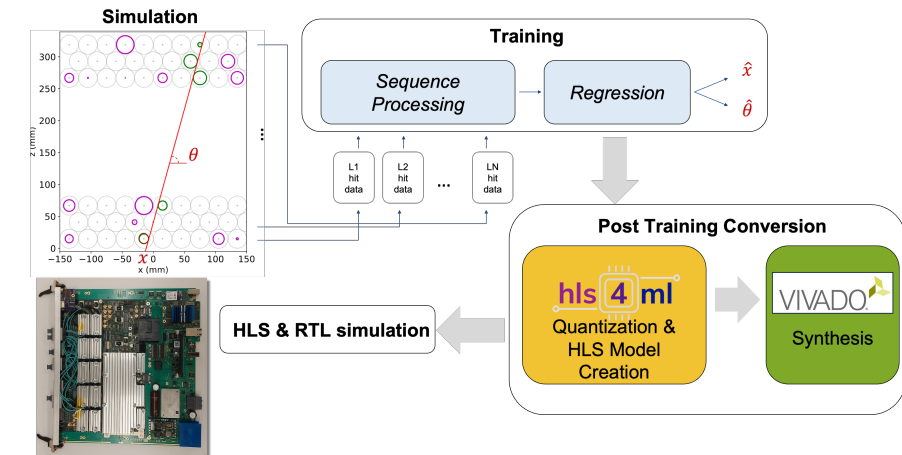 Simulation
300
250
200
150
100
50
0
z (mm)
−150
−100
−50
0
50
100
150
x (mm)
θ
x
...
Training
Sequence
Processing
Regression
x̂
θ̂
L1
hit
data
L2
hit
data
...
LN
hit
data
Post Training Conversion
hls 4 ml
Quantization &
HLS Model
Creation
VIVADO.
Synthesis
HLS & RTL simulation